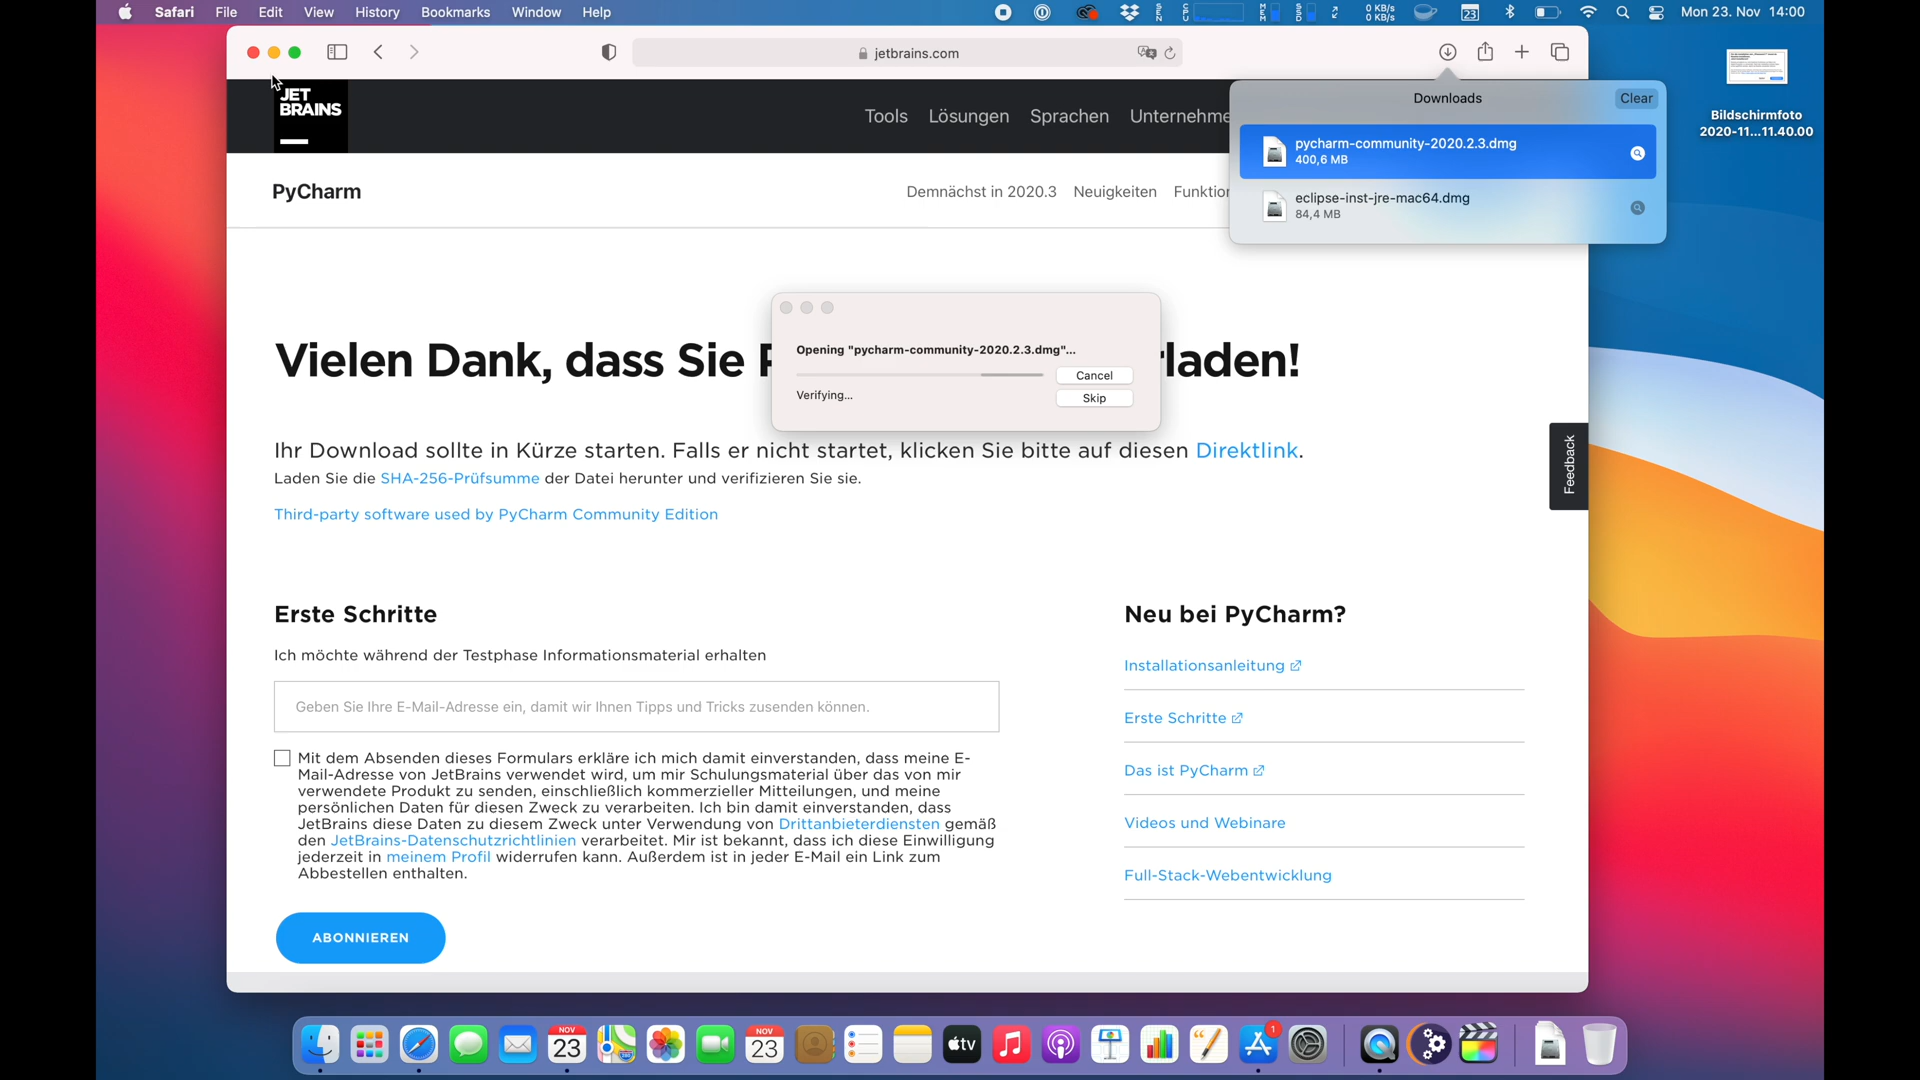 Safari File Edit View History Bookmarks Window Help
SEN CPU MEM SSD 0 KB/s 0 KB/s 23 Mon 23. Nov 14:00
jetbrains.com
JET
BRAINS
Tools Lösungen Sprachen Unternehme
Downloads Clear
pycharm-community-2020.2.3.dmg
400,6 MB
eclipse-inst-jre-mac64.dmg
84,4 MB
Bildschirmfoto
2020-11...11.40.00
PyCharm
Demnächst in 2020.3 Neuigkeiten Funktion
Opening "pycharm-community-2020.2.3.dmg"...
Cancel
Verifying...
Skip
Vielen Dank, dass Sie P rladen!
Ihr Download sollte in Kürze starten. Falls er nicht startet, klicken Sie bitte auf diesen Direktlink.
Laden Sie die SHA-256-Prüfsumme der Datei herunter und verifizieren Sie sie.
Third-party software used by PyCharm Community Edition
Feedback
Erste Schritte
Ich möchte während der Testphase Informationsmaterial erhalten
Geben Sie Ihre E-Mail-Adresse ein, damit wir Ihnen Tipps und Tricks zusenden können.
Mit dem Absenden dieses Formulars erkläre ich mich damit einverstanden, dass meine E-
Mail-Adresse von JetBrains verwendet wird, um mir Schulungsmaterial über das von mir
verwendete Produkt zu senden, einschließlich kommerzieller Mitteilungen, und meine
persönlichen Daten für diesen Zweck zu verarbeiten. Ich bin damit einverstanden, dass
JetBrains diese Daten zu diesem Zweck unter Verwendung von Drittanbieterdiensten gemäß
den JetBrains-Datenschutzrichtlinien verarbeitet. Mir ist bekannt, dass ich diese Einwilligung
jederzeit in meinem Profil widerrufen kann. Außerdem ist in jeder E-Mail ein Link zum
Abbestellen enthalten.
ABONNIEREN
Neu bei PyCharm?
Installationsanleitung
Erste Schritte
Das ist PyCharm
Videos und Webinare
Full-Stack-Webentwicklung
NOV
23
NOV
23
tv
1